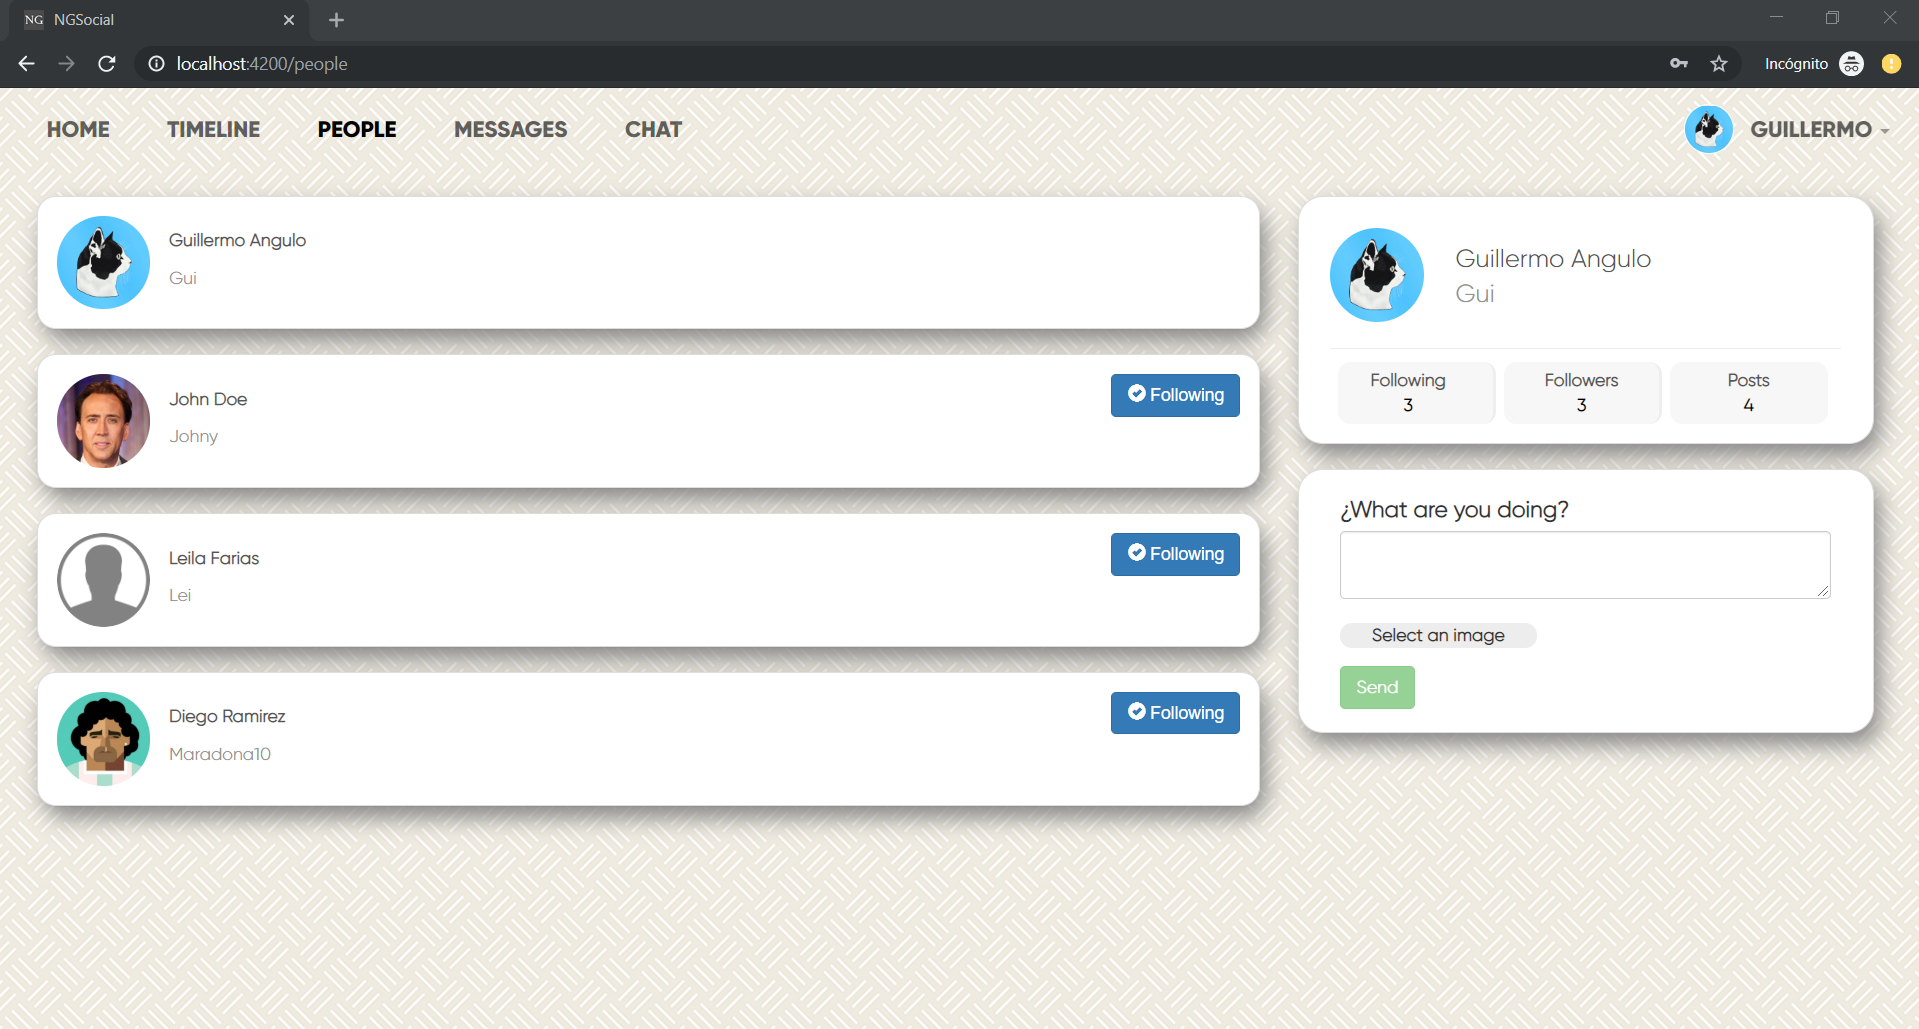 NG NGSocial
localhost:4200/people
Incógnito
HOME TIMELINE PEOPLE MESSAGES CHAT GUILLERMO
Guillermo Angulo
Gui
John Doe
Johny
Following
Leila Farias
Lei
Following
Diego Ramirez
Maradona10
Following
Guillermo Angulo
Gui
Following Followers Posts
3 3 4
¿What are you doing?
Select an image
Send